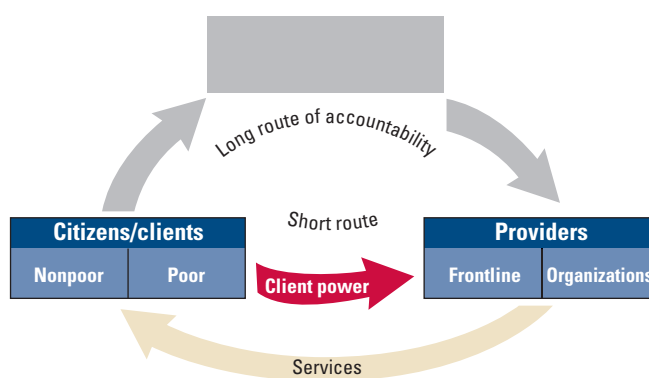 Long route of accountability
Short route
Citizens/clients
Nonpoor
Poor
Client power
Providers
Frontline
Organizations
Services